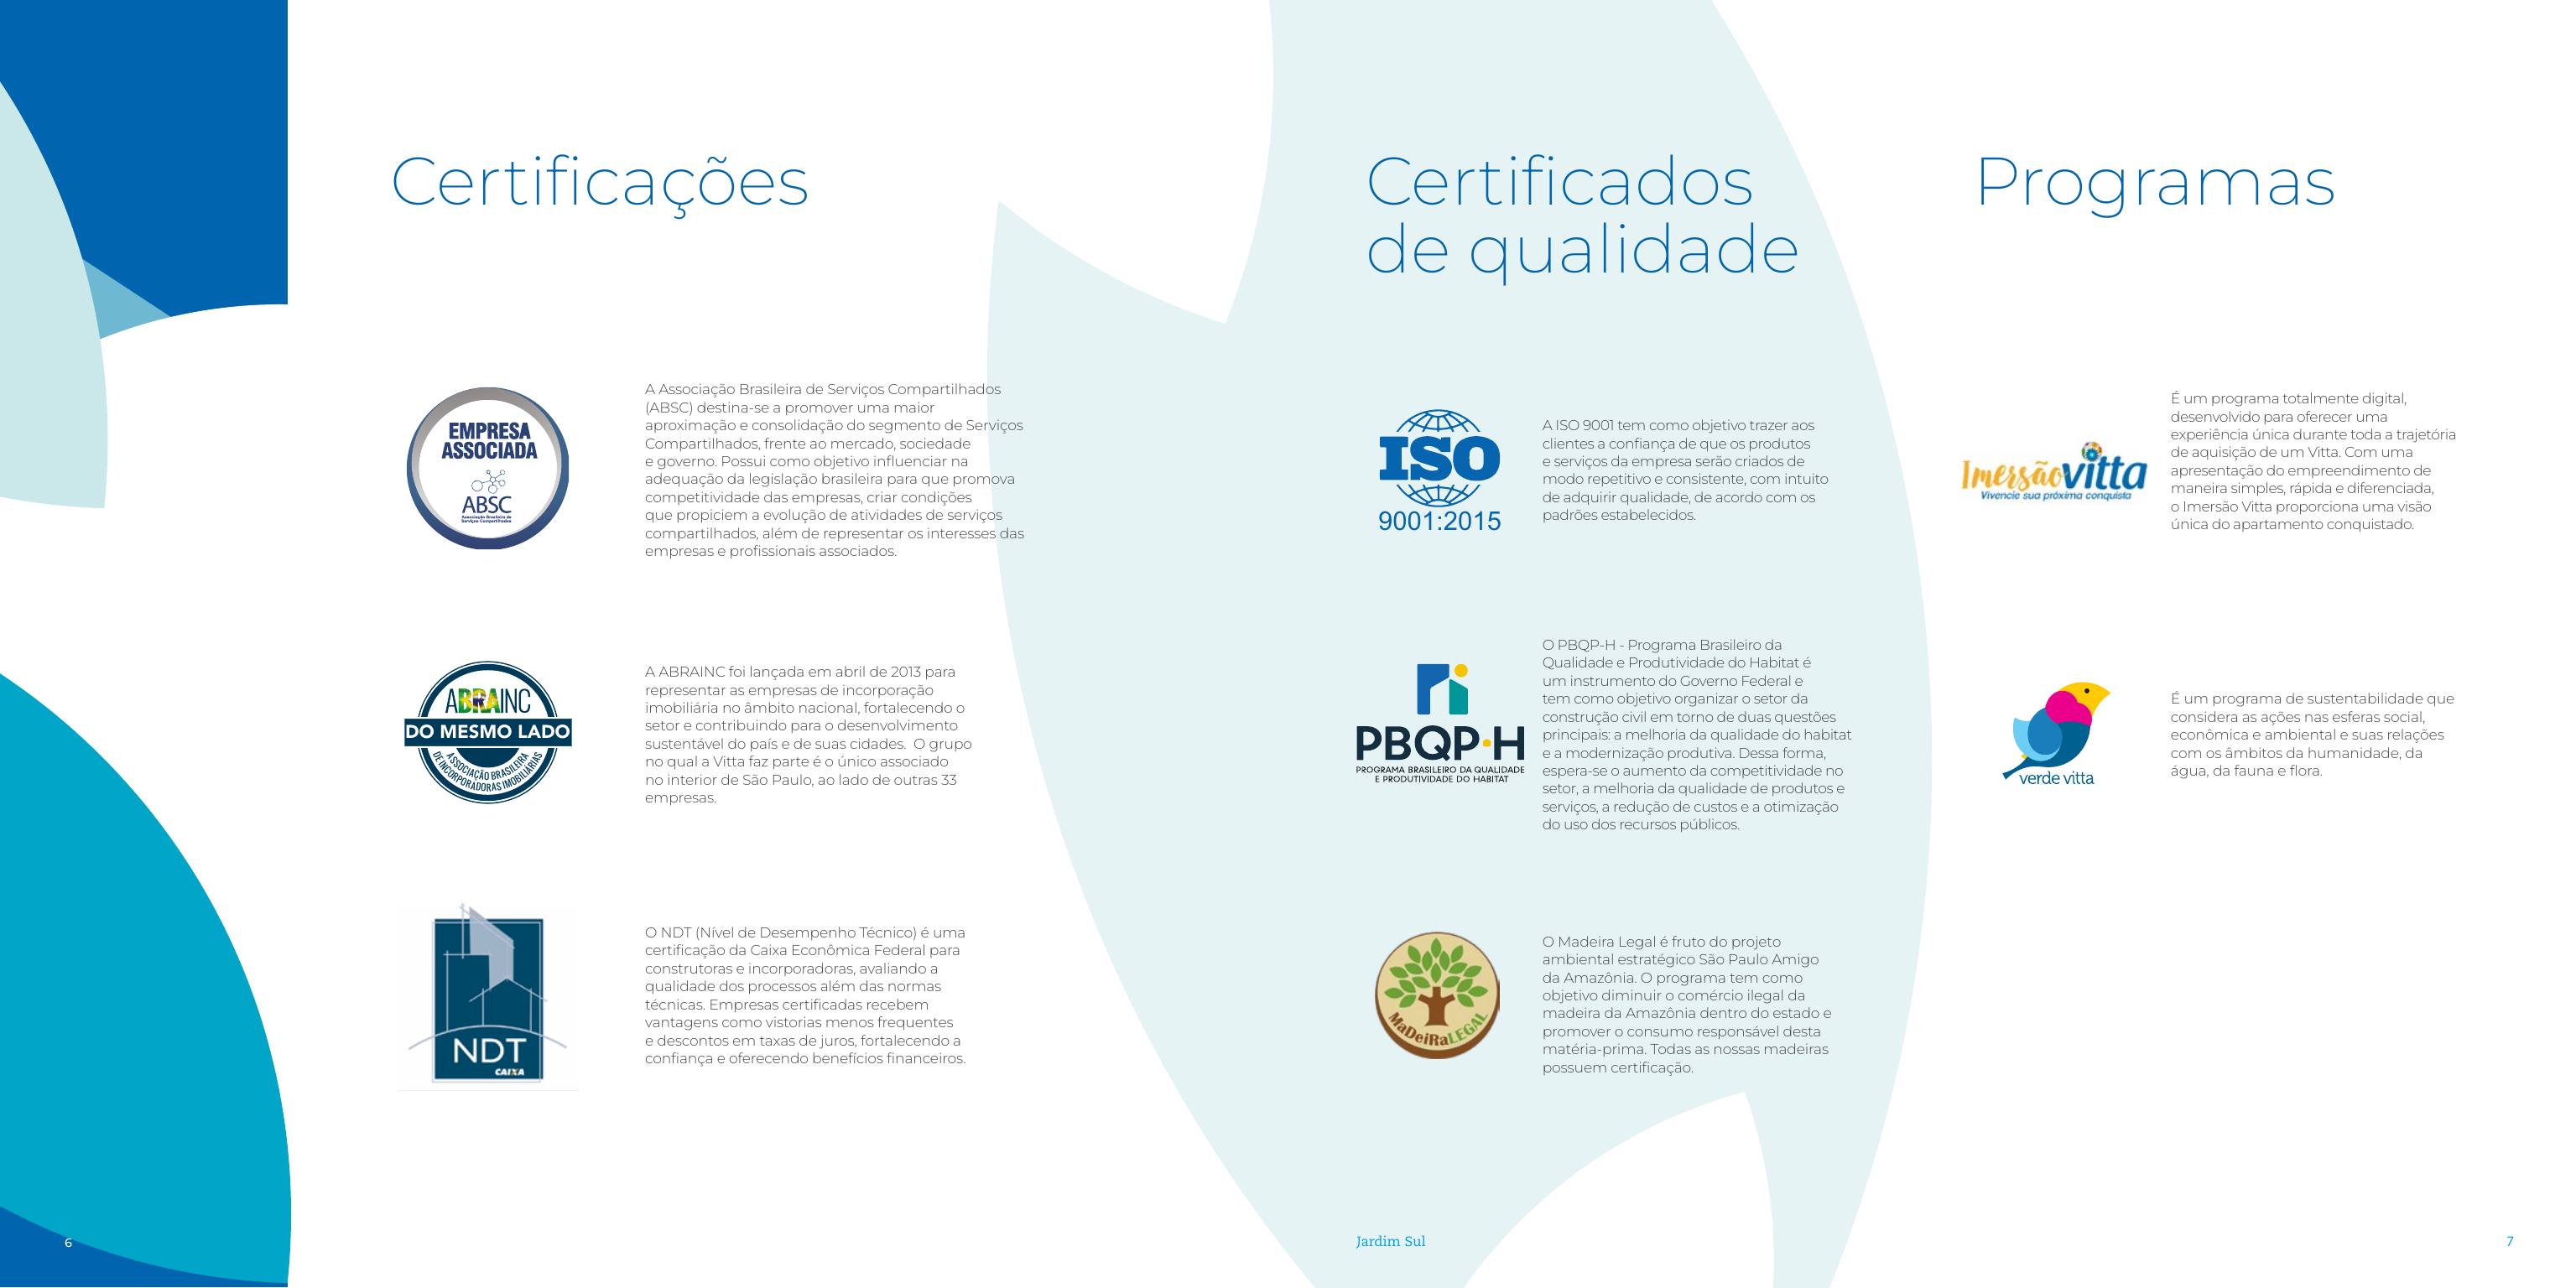 Certificações
EMPRESA
ASSOCIADA
ABSC
Associação Brasileira de
Serviços Compartilhados
A Associação Brasileira de Serviços Compartilhados
(ABSC) destina-se a promover uma maior
aproximação e consolidação do segmento de Serviços
Compartilhados, frente ao mercado, sociedade
e governo. Possui como objetivo influenciar na
adequação da legislação brasileira para que promova
competitividade das empresas, criar condições
que propiciem a evolução de atividades de serviços
compartilhados, além de representar os interesses das
empresas e profissionais associados.
ABRAINC
DO MESMO LADO
ASSOCIAÇÃO BRASILEIRA
DE INCORPORADORAS IMOBILIÁRIAS
A ABRAINC foi lançada em abril de 2013 para
representar as empresas de incorporação
imobiliária no âmbito nacional, fortalecendo o
setor e contribuindo para o desenvolvimento
sustentável do país e de suas cidades.  O grupo
no qual a Vitta faz parte é o único associado
no interior de São Paulo, ao lado de outras 33
empresas.
NDT
CAIXA
O NDT (Nível de Desempenho Técnico) é uma
certificação da Caixa Econômica Federal para
construtoras e incorporadoras, avaliando a
qualidade dos processos além das normas
técnicas. Empresas certificadas recebem
vantagens como vistorias menos frequentes
e descontos em taxas de juros, fortalecendo a
confiança e oferecendo benefícios financeiros.
6
Certificados
de qualidade
ISO
9001:2015
A ISO 9001 tem como objetivo trazer aos
clientes a confiança de que os produtos
e serviços da empresa serão criados de
modo repetitivo e consistente, com intuito
de adquirir qualidade, de acordo com os
padrões estabelecidos.
PBQP·H
PROGRAMA BRASILEIRO DA QUALIDADE
E PRODUTIVIDADE DO HABITAT
O PBQP-H - Programa Brasileiro da
Qualidade e Produtividade do Habitat é
um instrumento do Governo Federal e
tem como objetivo organizar o setor da
construção civil em torno de duas questões
principais: a melhoria da qualidade do habitat
e a modernização produtiva. Dessa forma,
espera-se o aumento da competitividade no
setor, a melhoria da qualidade de produtos e
serviços, a redução de custos e a otimização
do uso dos recursos públicos.
MaDeiRaLEGAL
O Madeira Legal é fruto do projeto
ambiental estratégico São Paulo Amigo
da Amazônia. O programa tem como
objetivo diminuir o comércio ilegal da
madeira da Amazônia dentro do estado e
promover o consumo responsável desta
matéria-prima. Todas as nossas madeiras
possuem certificação.
Jardim Sul
Programas
Imersão vitta
Vivencie sua próxima conquista
É um programa totalmente digital,
desenvolvido para oferecer uma
experiência única durante toda a trajetória
de aquisição de um Vitta. Com uma
apresentação do empreendimento de
maneira simples, rápida e diferenciada,
o Imersão Vitta proporciona uma visão
única do apartamento conquistado.
verde vitta
É um programa de sustentabilidade que
considera as ações nas esferas social,
econômica e ambiental e suas relações
com os âmbitos da humanidade, da
água, da fauna e flora.
7